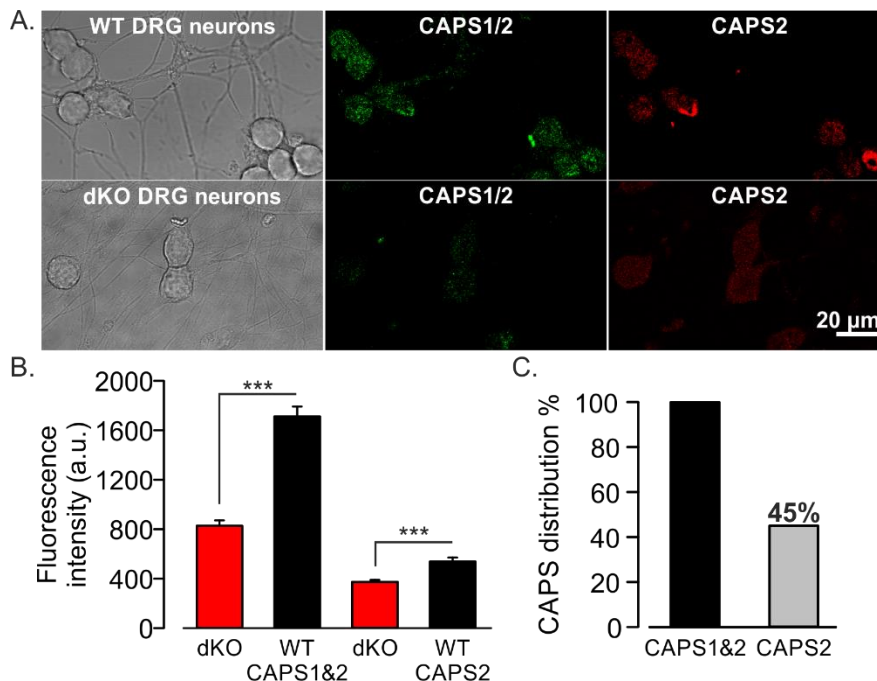 A.
WT DRG neurons
CAPS1/2
CAPS2
dKO DRG neurons
CAPS1/2
CAPS2
20 µm
B.
Fluorescence
intensity (a.u.)
2000
1600
800
400
0
***
***
dKO
WT
CAPS1&2
dKO
WT
CAPS2
C.
CAPS distribution %
100
80
60
40
20
0
45%
CAPS1&2
CAPS2